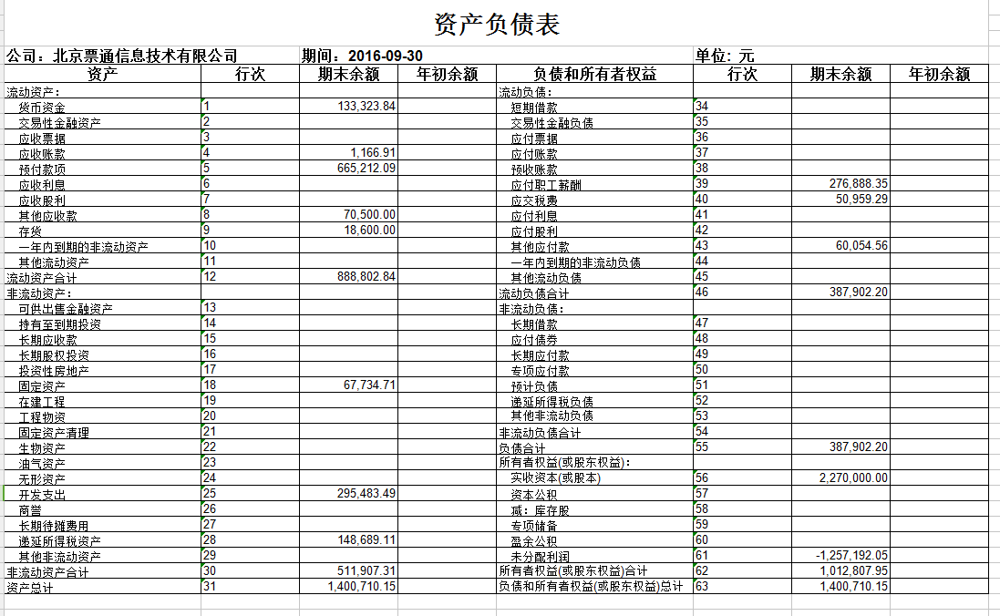 资产负债表
公司：北京票通信息技术有限公司 期间：2016-09-30 单位: 元
资产 行次 期末余额 年初余额 负债和所有者权益 行次 期末余额 年初余额
流动资产： 流动负债：
货币资金 1 133,323.84 短期借款 34
交易性金融资产 2 交易性金融负债 35
应收票据 3 应付票据 36
应收账款 4 1,166.91 应付账款 37
预付款项 5 665,212.09 预收账款 38
应收利息 6 应付职工薪酬 39 276,888.35
应收股利 7 应交税费 40 50,959.29
其他应收款 8 70,500.00 应付利息 41
存货 9 18,600.00 应付股利 42
一年内到期的非流动资产 10 其他应付款 43 60,054.56
其他流动资产 11 一年内到期的非流动负债 44
流动资产合计 12 888,802.84 其他流动负债 45
非流动资产： 流动负债合计 46 387,902.20
可供出售金融资产 13 非流动负债：
持有至到期投资 14 长期借款 47
长期应收款 15 应付债券 48
长期股权投资 16 长期应付款 49
投资性房地产 17 专项应付款 50
固定资产 18 67,734.71 预计负债 51
在建工程 19 递延所得税负债 52
工程物资 20 其他非流动负债 53
固定资产清理 21 非流动负债合计 54
生物资产 22 负债合计 55 387,902.20
油气资产 23 所有者权益(或股东权益)：
无形资产 24 实收资本(或股本) 56 2,270,000.00
开发支出 25 295,483.49 资本公积 57
商誉 26 减：库存股 58
长期待摊费用 27 专项储备 59
递延所得税资产 28 148,689.11 盈余公积 60
其他非流动资产 29 未分配利润 61 -1,257,192.05
非流动资产合计 30 511,907.31 所有者权益(或股东权益)合计 62 1,012,807.95
资产总计 31 1,400,710.15 负债和所有者权益(或股东权益)总计 63 1,400,710.15